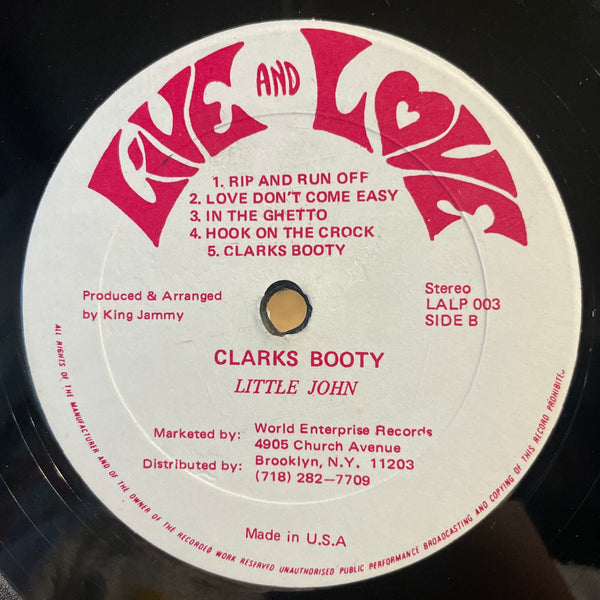 LIVE AND LOVE
1. RIP AND RUN OFF
2. LOVE DON'T COME EASY
3. IN THE GHETTO
4. HOOK ON THE CROCK
5. CLARKS BOOTY
Produced & Arranged
by King Jammy
Stereo
LALP 003
SIDE B
CLARKS BOOTY
LITTLE JOHN
Marketed by: World Enterprise Records
4905 Church Avenue
Distributed by: Brooklyn, N.Y. 11203
(718) 282-7709
Made in U.S.A
ALL RIGHTS OF THE MANUFACTURER AND OF THE OWNER OF THE RECORDED WORK RESERVED UNAUTHORISED PUBLIC PERFORMANCE BROADCASTING AND COPYING OF THIS RECORD PROHIBITED